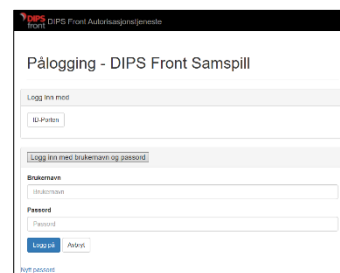 DIPS front DIPS Front Autorisasjonstjeneste
Pålogging - DIPS Front Samspill
Logg inn med
ID-Porten
Logg inn med brukernavn og passord
Brukernavn
Brukernavn
Passord
Passord
Logg på Avbryt
Nytt passord